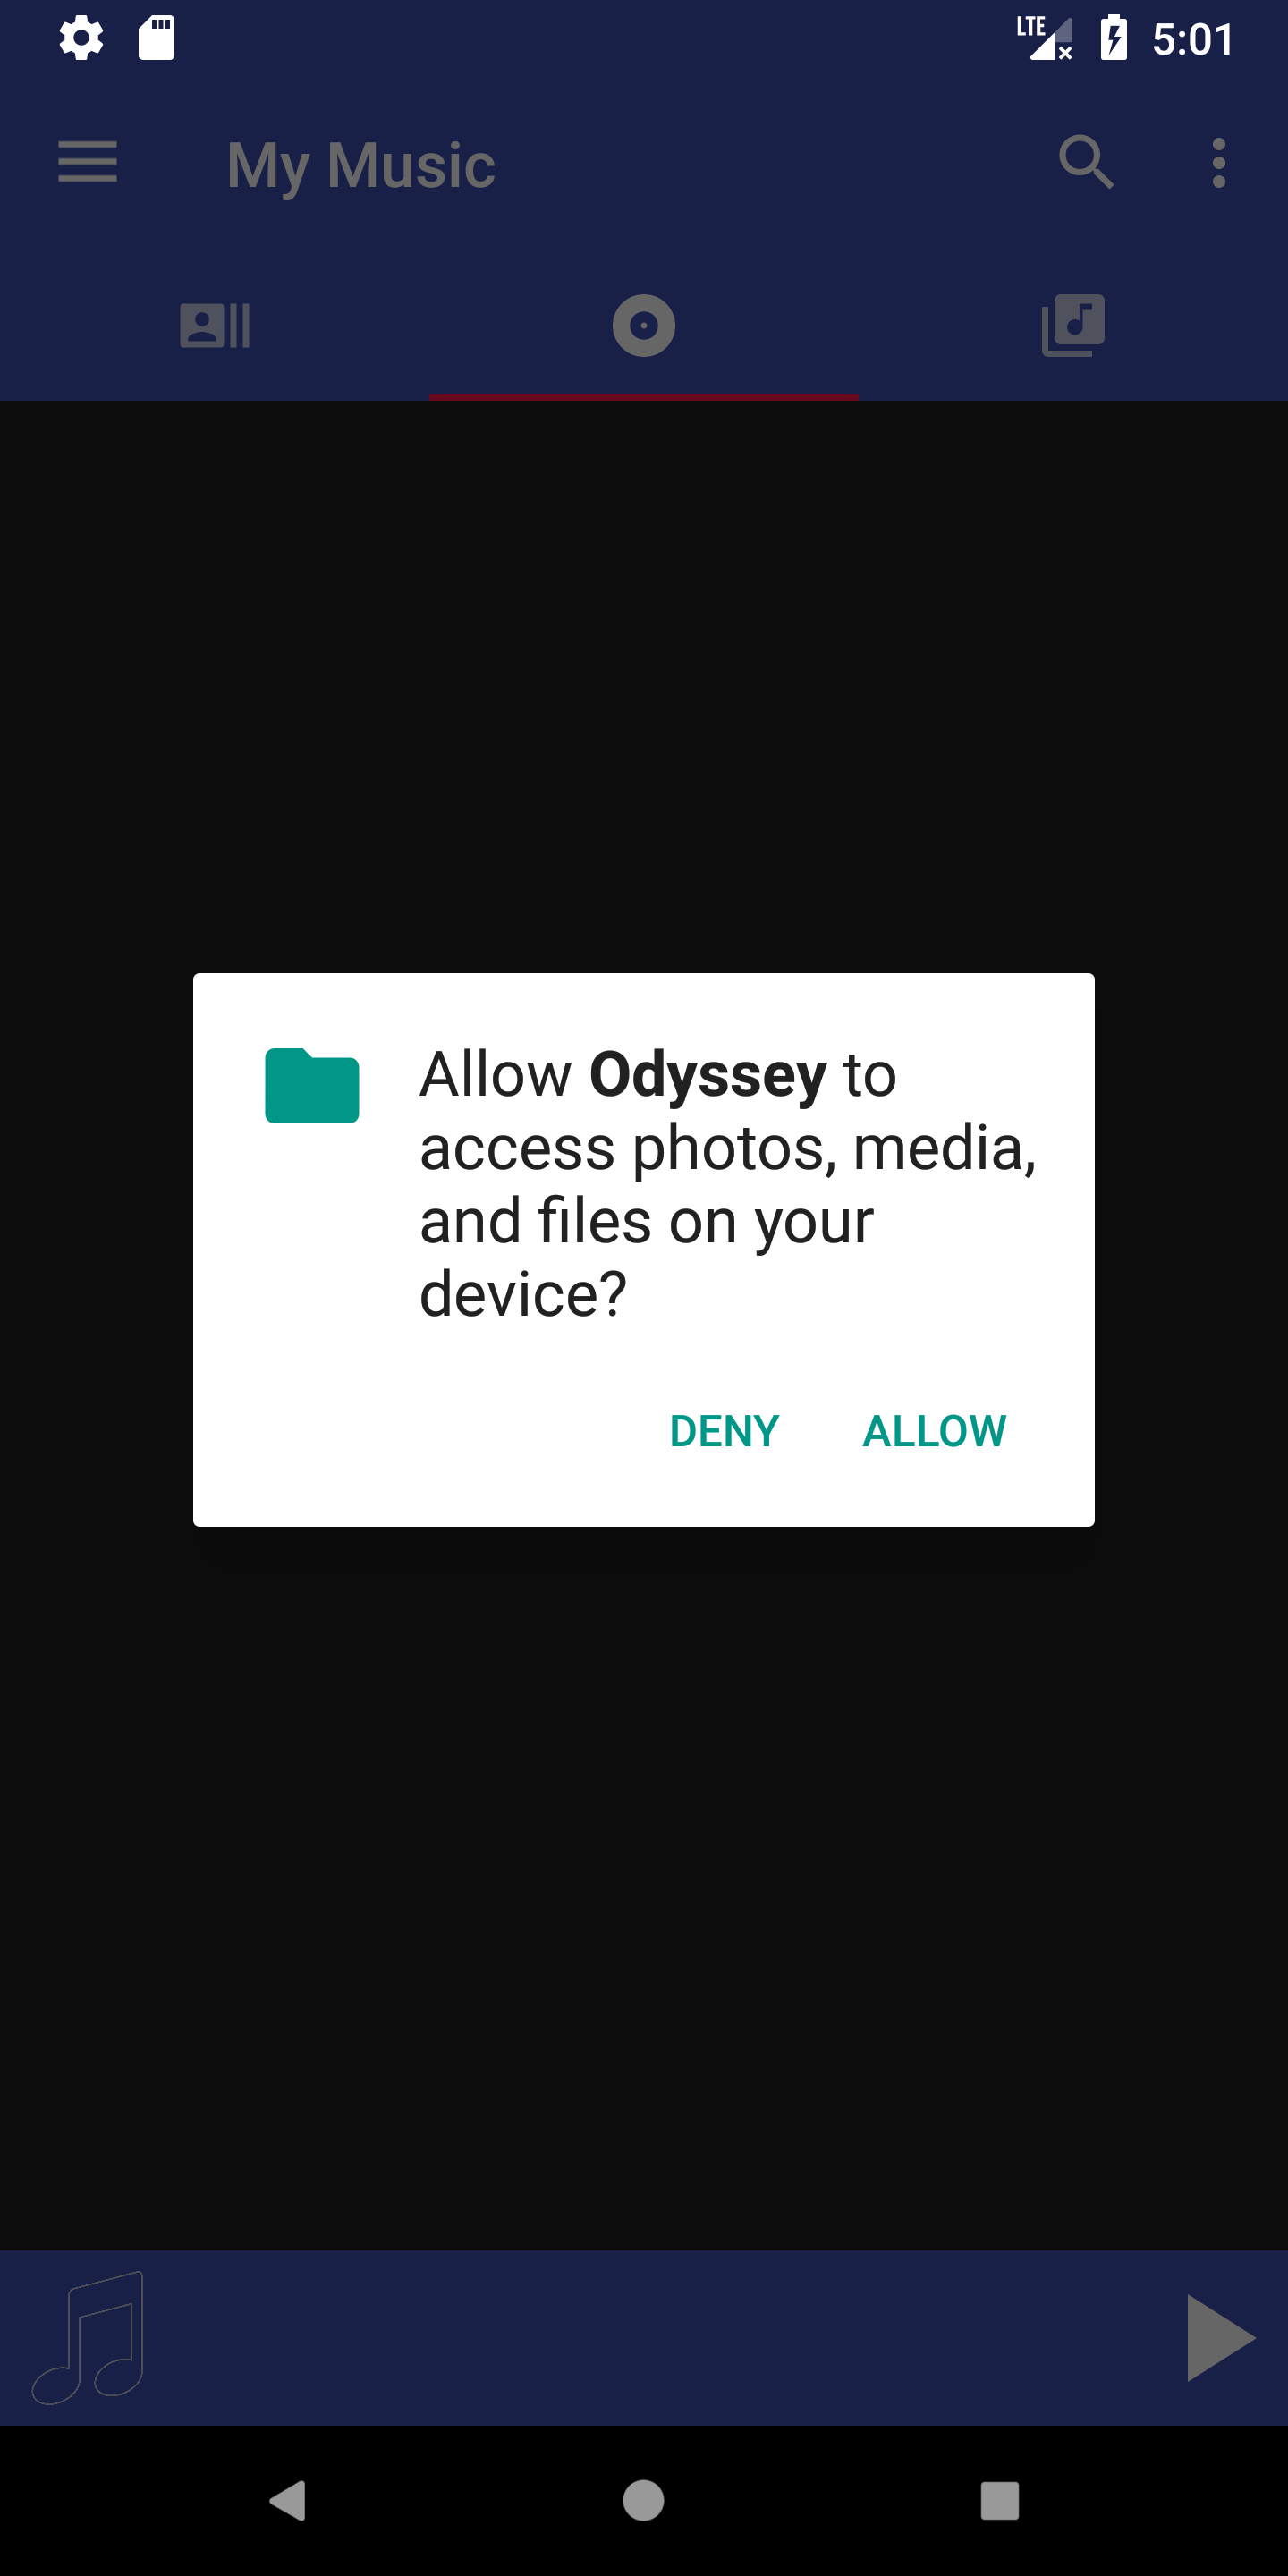 LTE 5:01
My Music
Allow Odyssey to
access photos, media,
and files on your
device?
DENY ALLOW